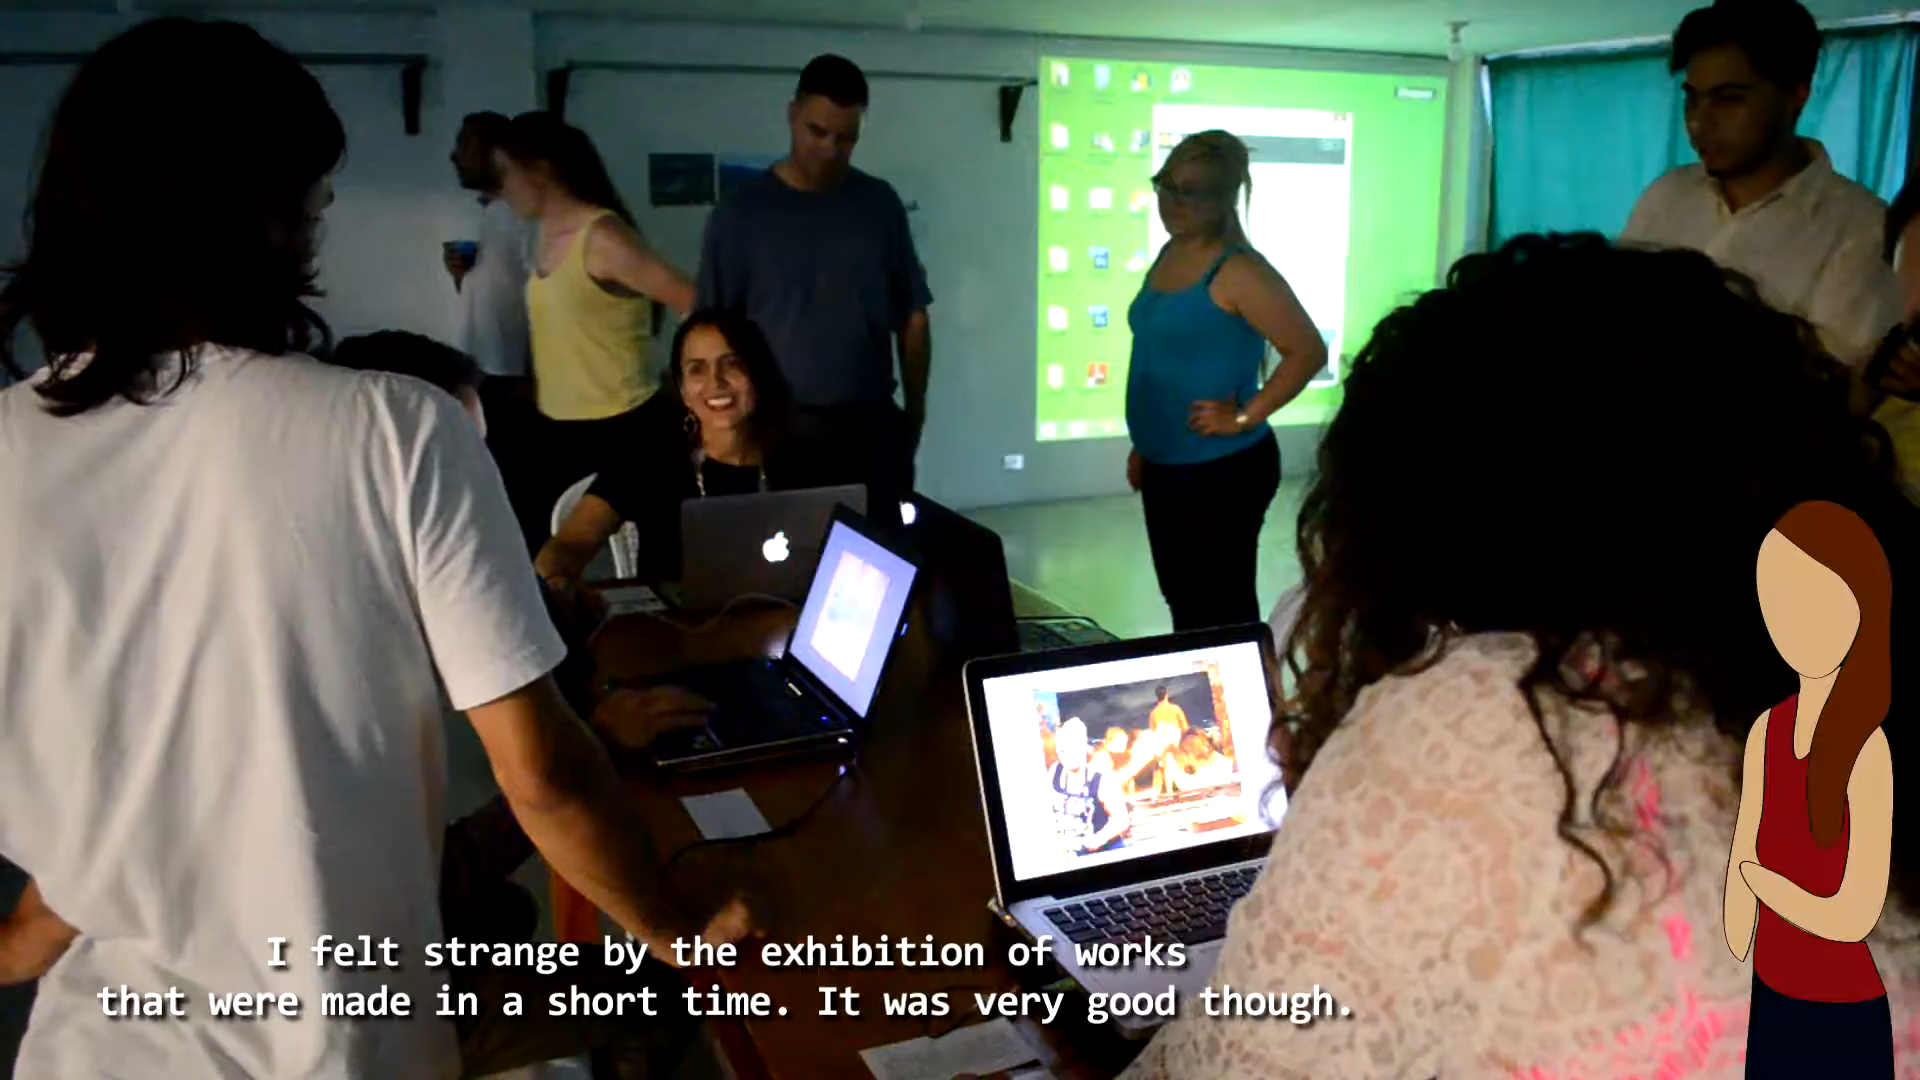 I felt strange by the exhibition of works
that were made in a short time. It was very good though.